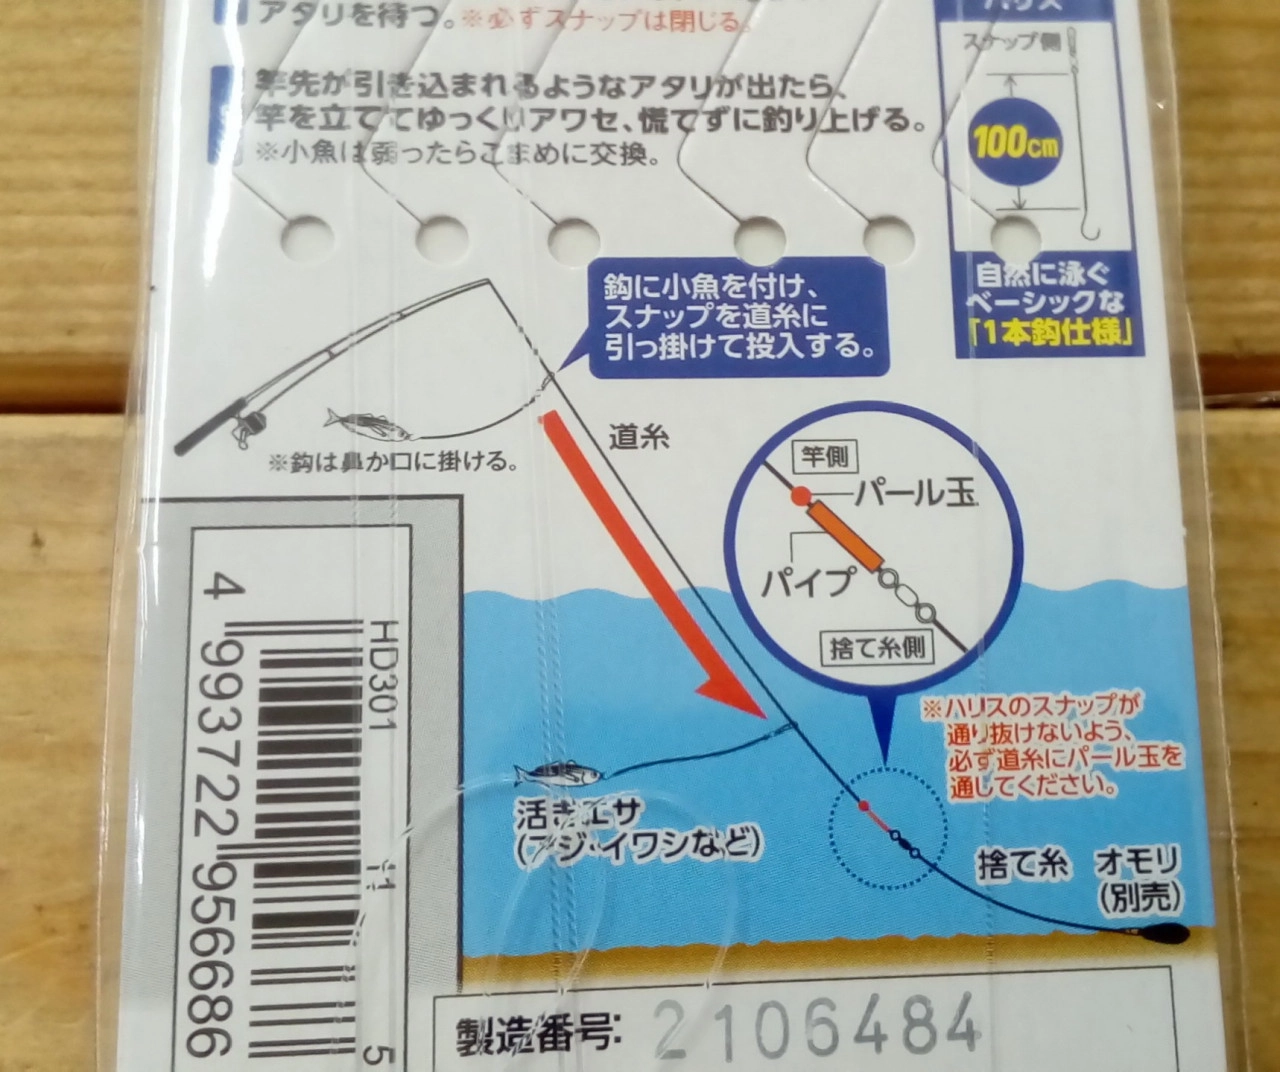 アタリを待つ。※必ずスナップは閉じる。
竿先が引き込まれるようなアタリが出たら、
竿を立ててゆっくりアワセ、慌てずに釣り上げる。
※小魚は弱ったらこまめに交換。
ハリス
スナップ側
100cm
自然に泳ぐ
ベーシックな
「1本鈎仕様」
鈎に小魚を付け、
スナップを道糸に
引っ掛けて投入する。
道糸
※鈎は鼻か口に掛ける。
竿側
パール玉
パイプ
捨て糸側
※ハリスのスナップが
通り抜けないよう、
必ず道糸にパール玉を
通してください。
活きエサ
(アジ・イワシなど)
捨て糸 オモリ
(別売)
HD301 11 5
4 993722 956686
製造番号: 2106484